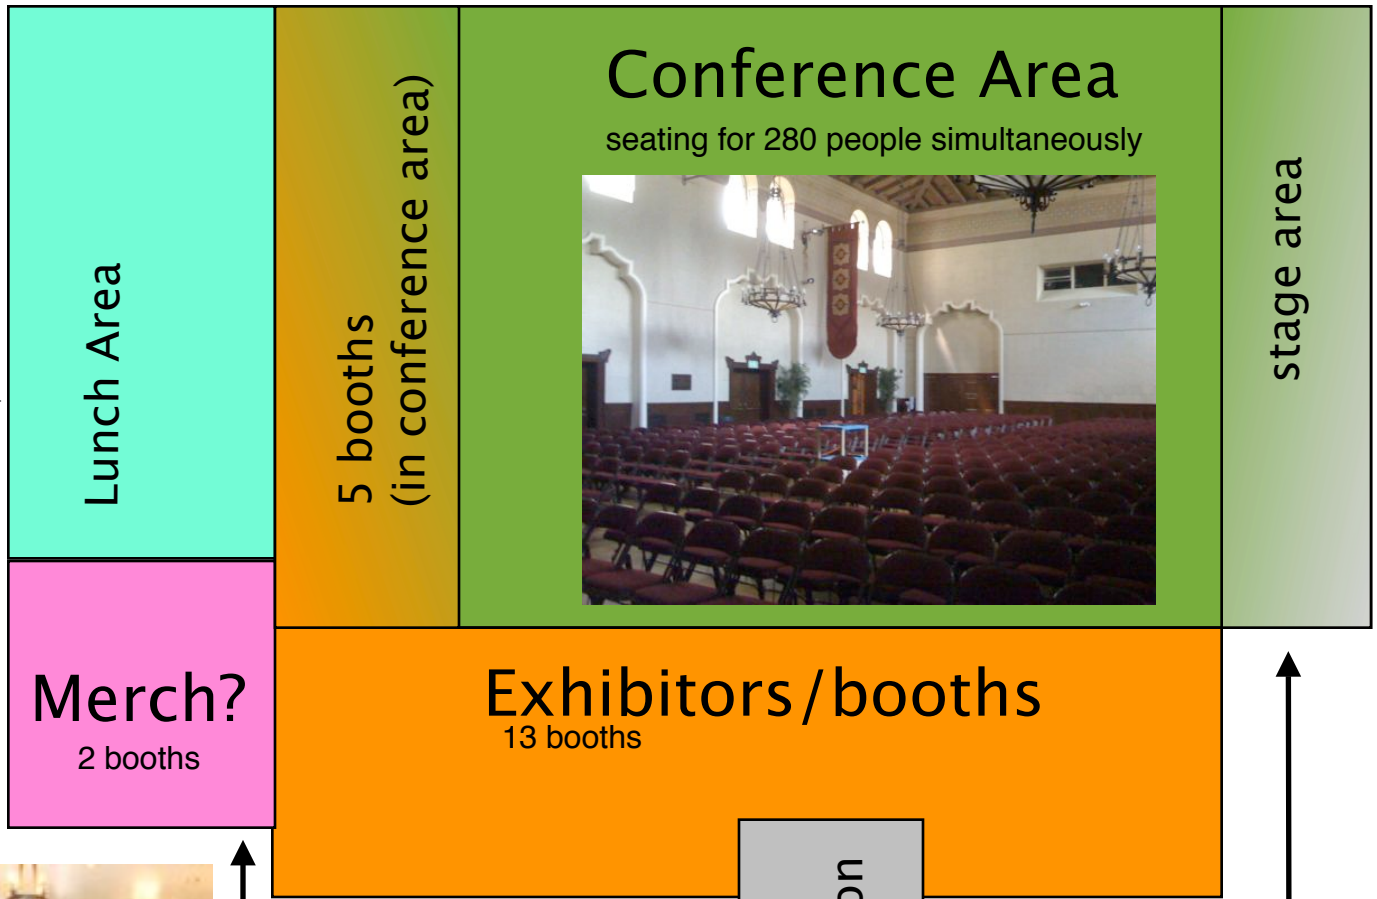 Conference Area
seating for 280 people simultaneously
Lunch Area
5 booths
(in conference area)
stage area
Merch?
2 booths
Exhibitors/booths
13 booths
on